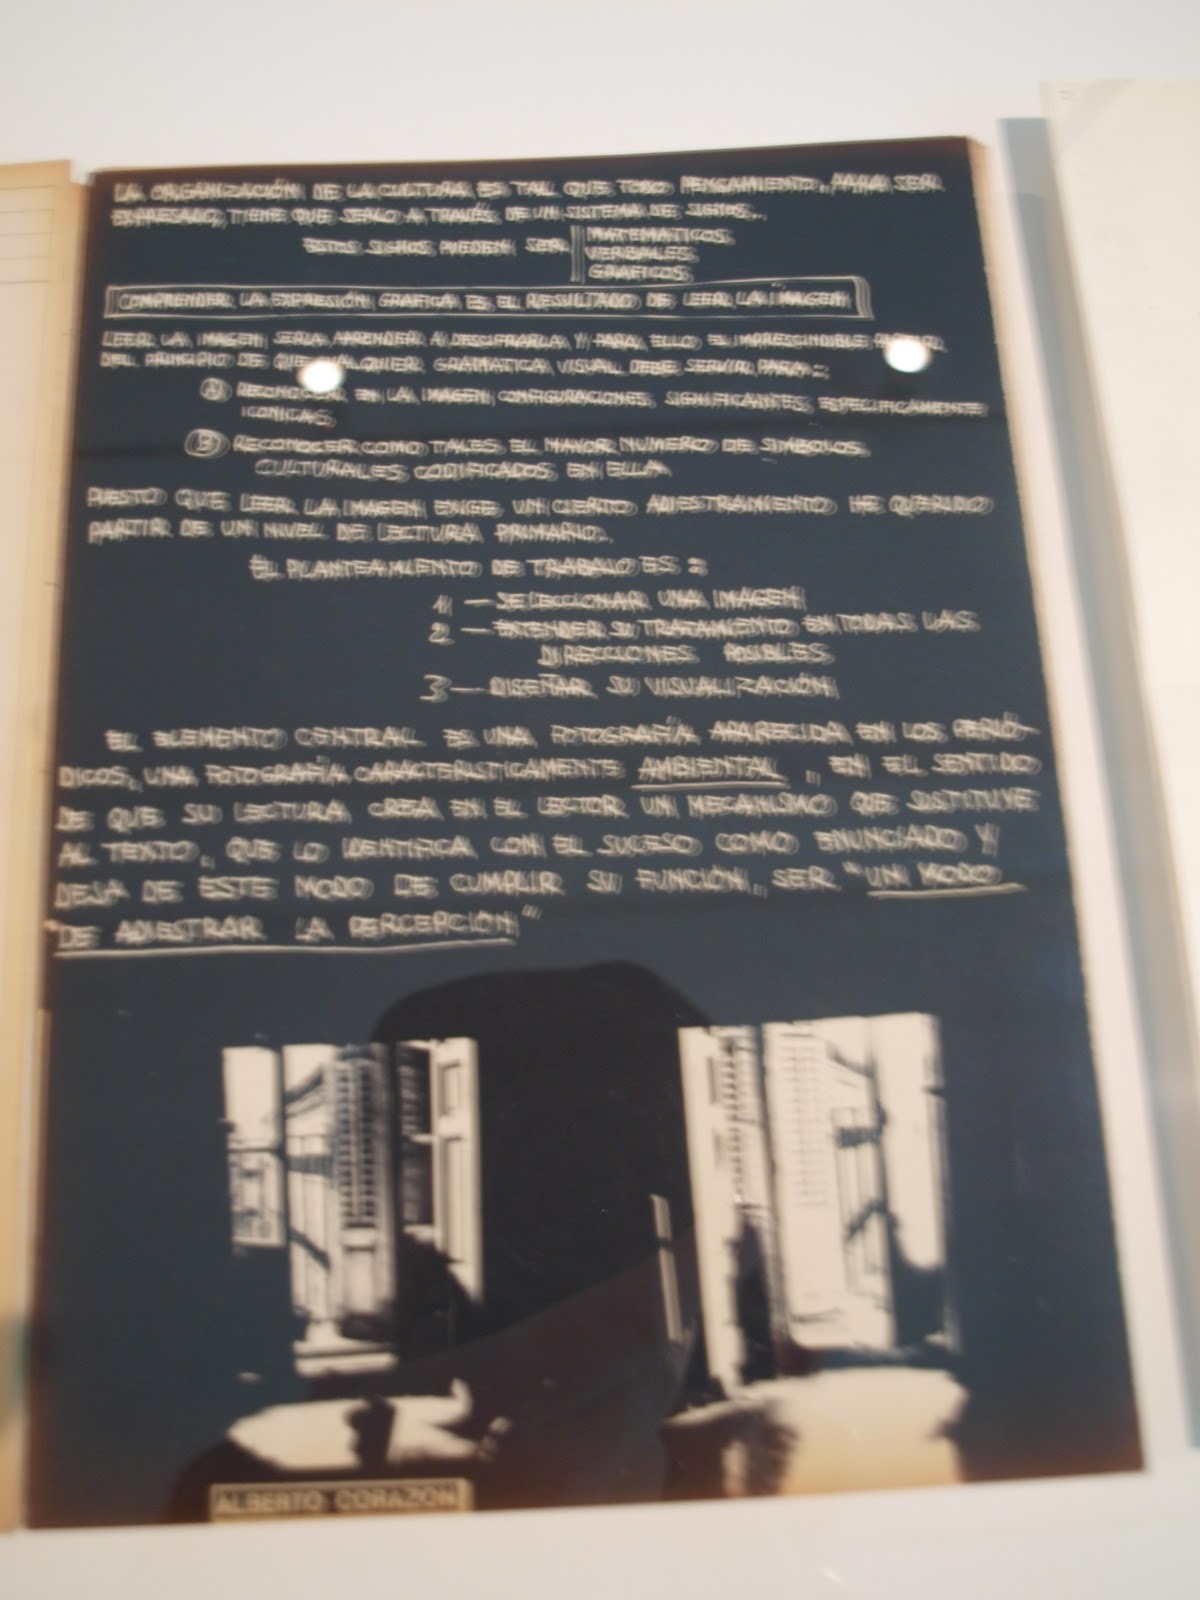 LA ORGANIZACIÓN DE LA CULTURA ES TAL QUE TODO PENSAMIENTO, PARA SER
EXPRESADO, TIENE QUE SERLO A TRAVÉS DE UN SISTEMA DE SIGNOS.
ESTOS SIGNOS PUEDEN SER
MATEMATICOS,
VERBALES,
GRAFICOS,
COMPRENDER LA EXPRESIÓN GRAFICA ES EL RESULTADO DE LEER LA IMAGEN
LEER LA IMAGEN SERIA APRENDER A DESCIFRARLA Y PARA ELLO ES IMPRESCINDIBLE
DEL PRINCIPIO DE QUE GRAMATICA VISUAL DEBE SERVIR PARA:
A) RECONOCER EN LA IMAGEN CONFIGURACIONES SIGNIFICANTES, ESPECIFICAMENTE
ICONICAS.
B) RECONOCER COMO TALES EL MAYOR NUMERO DE SIMBOLOS
CULTURALES CODIFICADOS EN ELLA
PUESTO QUE LEER LA IMAGEN EXIGE UN CIERTO ADIESTRAMIENTO HE QUERIDO
PARTIR DE UN NIVEL DE LECTURA PRIMARIO.
EL PLANTEAMIENTO DE TRABAJO ES:
1 — SELECCIONAR UNA IMAGEN
2 — EXTENDER SU TRATAMIENTO EN TODAS LAS
DIRECCIONES POSIBLES
3 — DISEÑAR SU VISUALIZACIÓN
EL ELEMENTO CENTRAL ES UNA FOTOGRAFÍA APARECIDA EN LOS PERIÓ-
DICOS, UNA FOTOGRAFÍA CARACTERISTICAMENTE AMBIENTAL, EN EL SENTIDO
DE QUE SU LECTURA CREA EN EL LECTOR UN MECANISMO QUE SUSTITUYE
AL TEXTO, QUE LO IDENTIFICA CON EL SUCESO COMO ENUNCIADO Y
DEJA DE ESTE MODO DE CUMPLIR SU FUNCIÓN, SER "UN MODO
"DE ADIESTRAR LA PERCEPCIÓN"
ALBERTO CORAZON